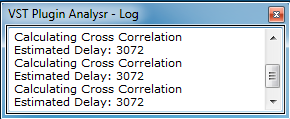 VST Plugin Analysr - Log
Calculating Cross Correlation
Estimated Delay: 3072
Calculating Cross Correlation
Estimated Delay: 3072
Calculating Cross Correlation
Estimated Delay: 3072